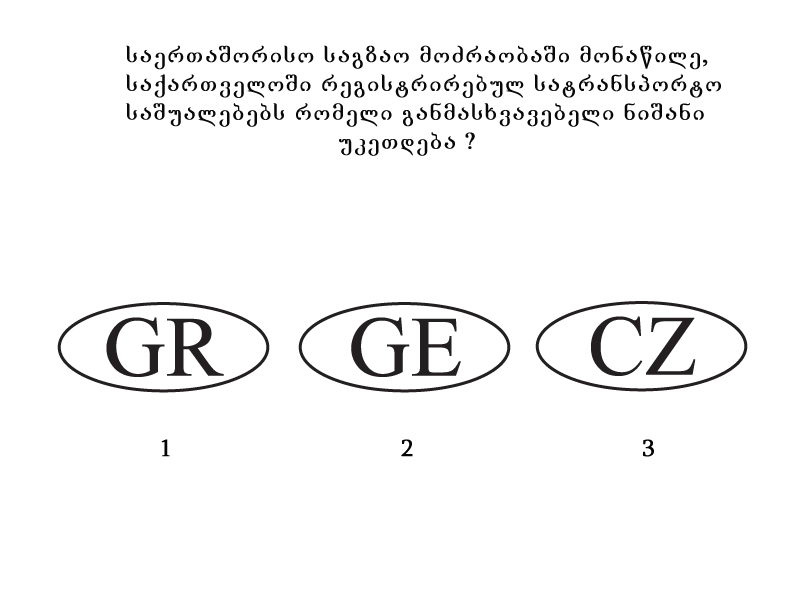 საერთაშორისო საგზაო მოძრაობაში მონაწილე,
საქართველოში რეგისტრირებულ სატრანსპორტო
საშუალებებს რომელი განმასხვავებელი ნიშანი
უკეთდება ?
GR GE CZ
1 2 3